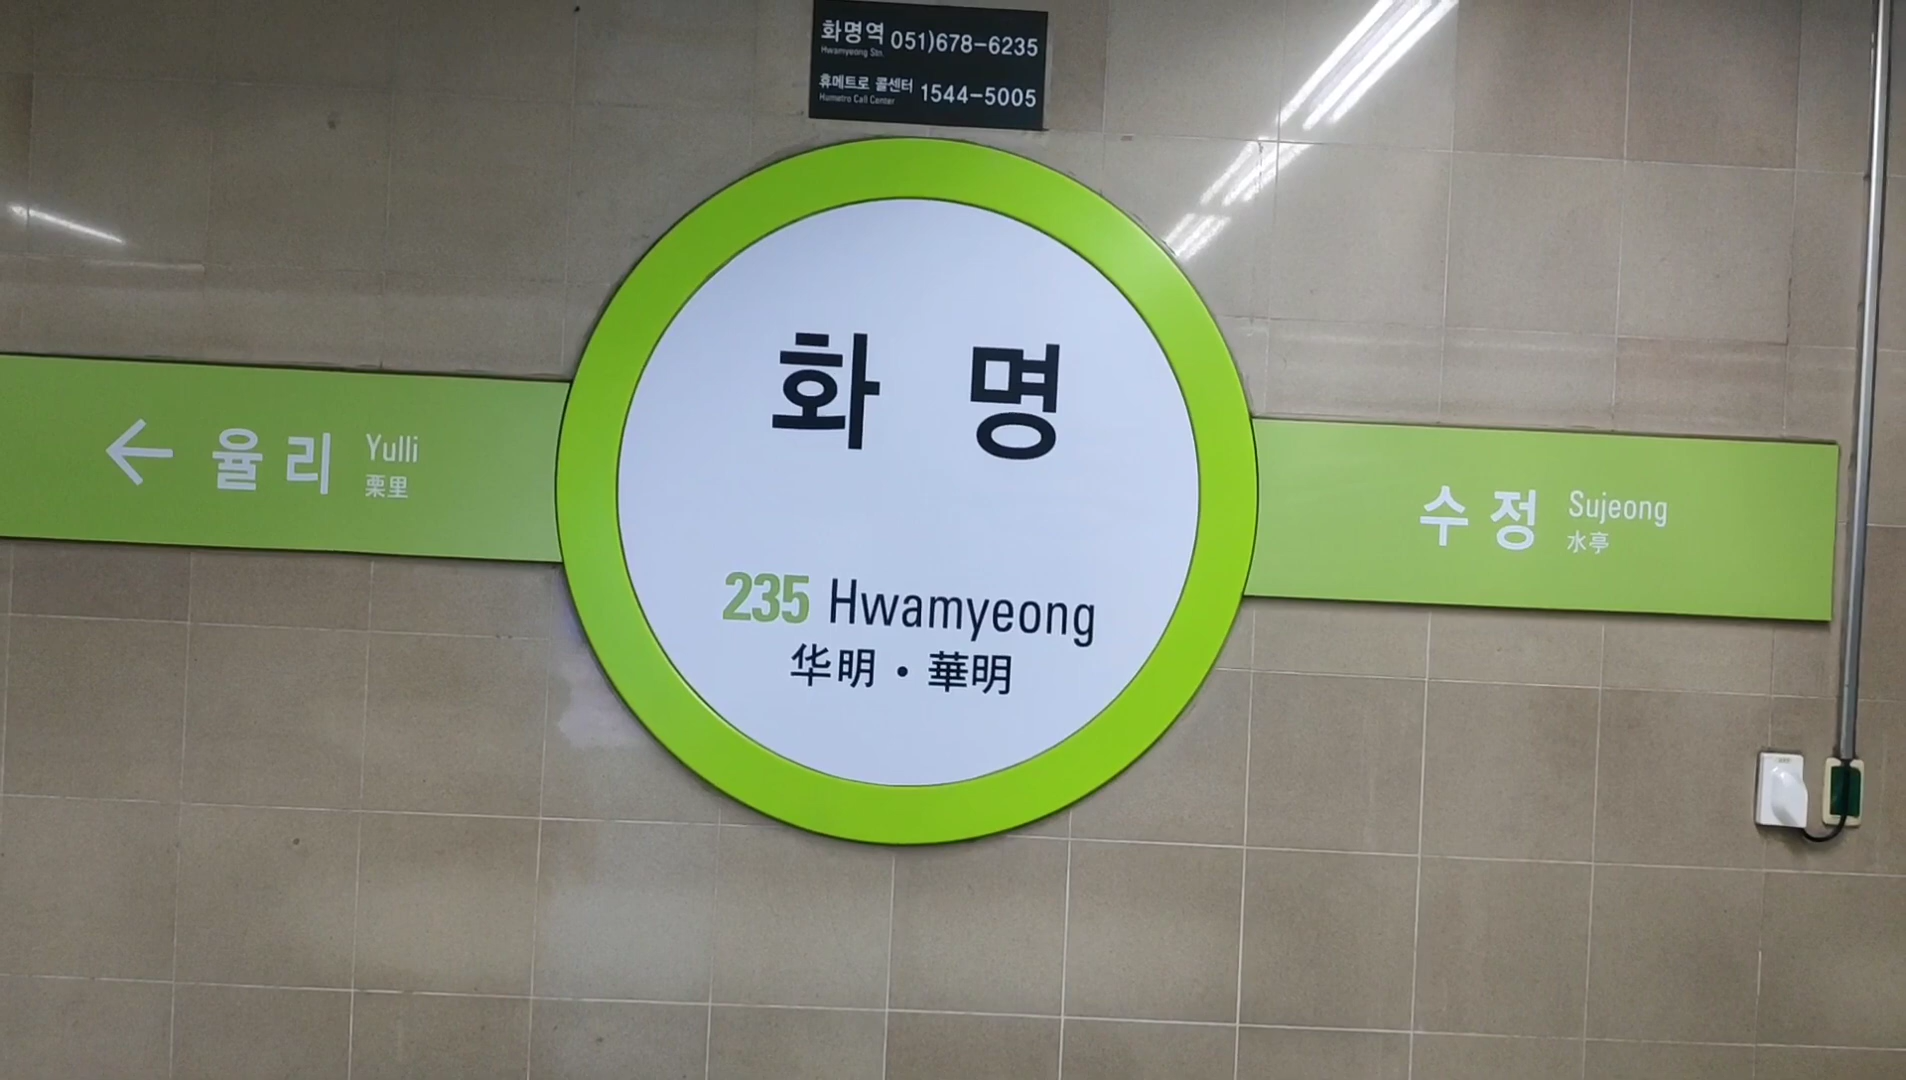 화명역 051)678-6235
Hwamyeong Stn.
휴메트로 콜센터 1544-5005
Humetro Call Center
화명
235 Hwamyeong
华明・華明
← 율리 Yulli
栗里
수정 Sujeong
水亭